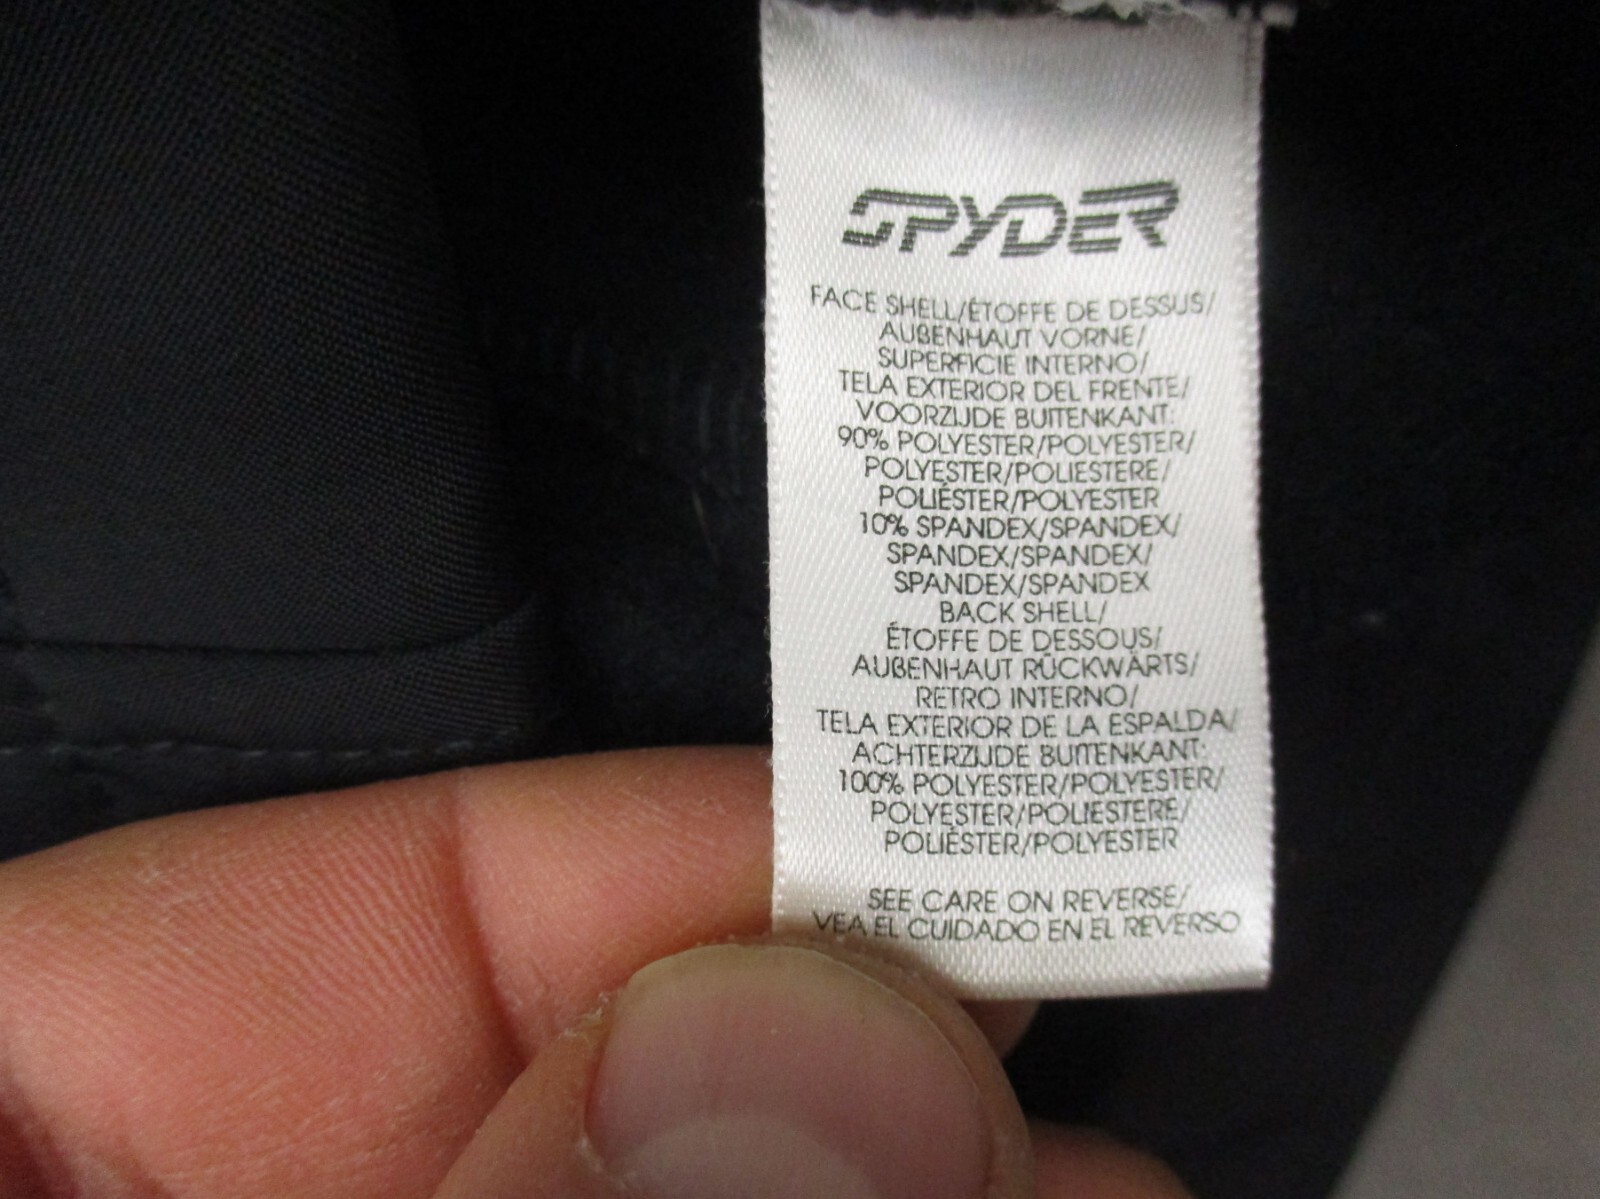 SPYDER
FACE SHELL/ÉTOFFE DE DESSUS/
AUßENHAUT VORNE/
SUPERFICIE INTERNO/
TELA EXTERIOR DEL FRENTE/
VOORZIJDE BUITENKANT:
90% POLYESTER/POLYESTER/
POLYESTER/POLIESTERE/
POLIÉSTER/POLYESTER
10% SPANDEX/SPANDEX/
SPANDEX/SPANDEX/
SPANDEX/SPANDEX
BACK SHELL/
ÉTOFFE DE DESSOUS/
AUßENHAUT RÜCKWÄRTS/
RETRO INTERNO/
TELA EXTERIOR DE LA ESPALDA/
ACHTERZIJDE BUITENKANT:
100% POLYESTER/POLYESTER/
POLYESTER/POLIESTERE/
POLIÉSTER/POLYESTER
SEE CARE ON REVERSE/
VEA EL CUIDADO EN EL REVERSO